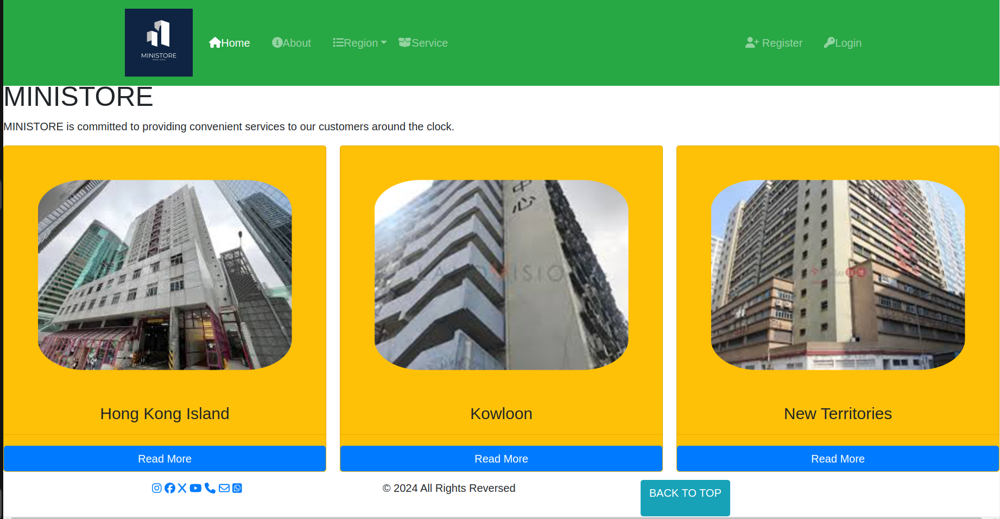 MINISTORE
Home About Region Service Register Login
MINISTORE
MINISTORE is committed to providing convenient services to our customers around the clock.
中
心
ISIO
Hong Kong Island
Kowloon
New Territories
Read More
Read More
Read More
© 2024 All Rights Reversed
BACK TO TOP